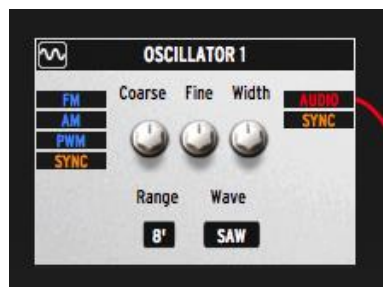 OSCILLATOR 1
FM
AM
PWM
SYNC
Coarse Fine Width
AUDIO
SYNC
Range Wave
8' SAW